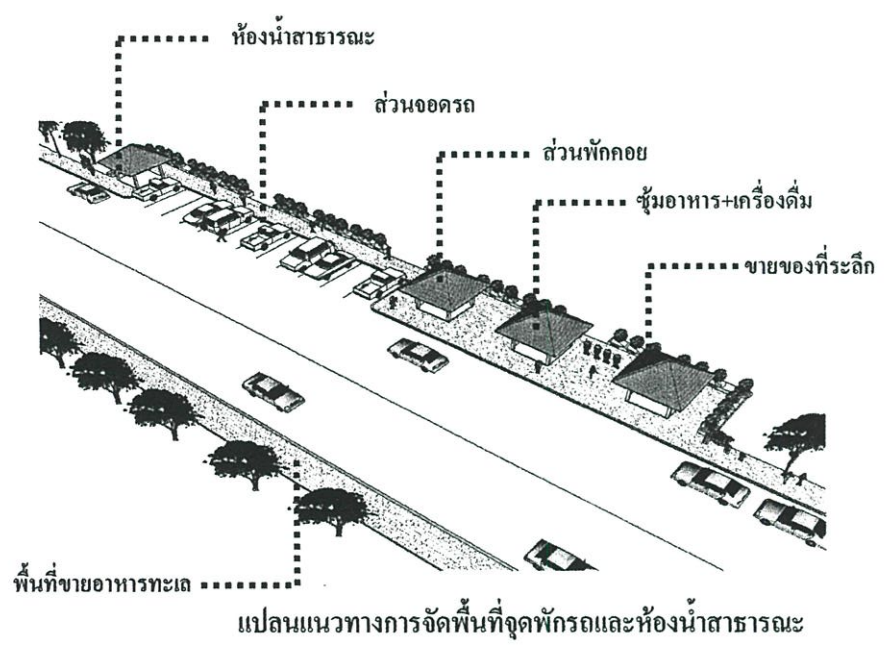 ห้องน้ำสาธารณะ
ส่วนจอดรถ
ส่วนพักคอย
ซุ้มอาหาร+เครื่องดื่ม
ขายของที่ระลึก
พื้นที่ขายอาหารทะเล
แปลนแนวทางการจัดพื้นที่จุดพักรถและห้องน้ำสาธารณะ